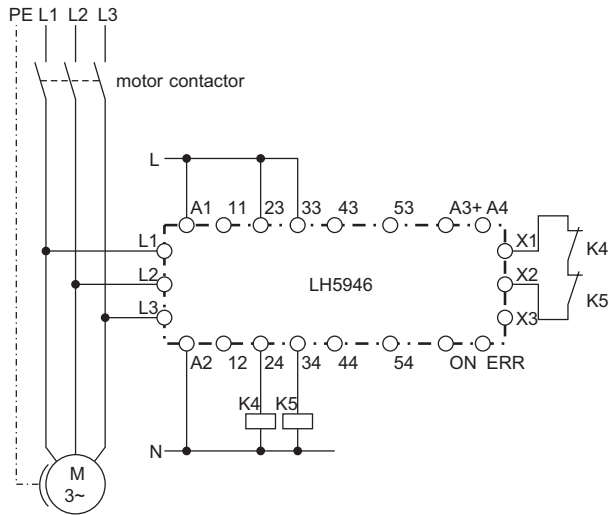 PE L1 L2 L3
motor contactor
L
A1 11 23 33 43 53 A3+ A4
L1 X1 K4
L2 LH5946 X2
K5
L3 X3
A2 12 24 34 44 54 ON ERR
K4 K5
N
M
3~